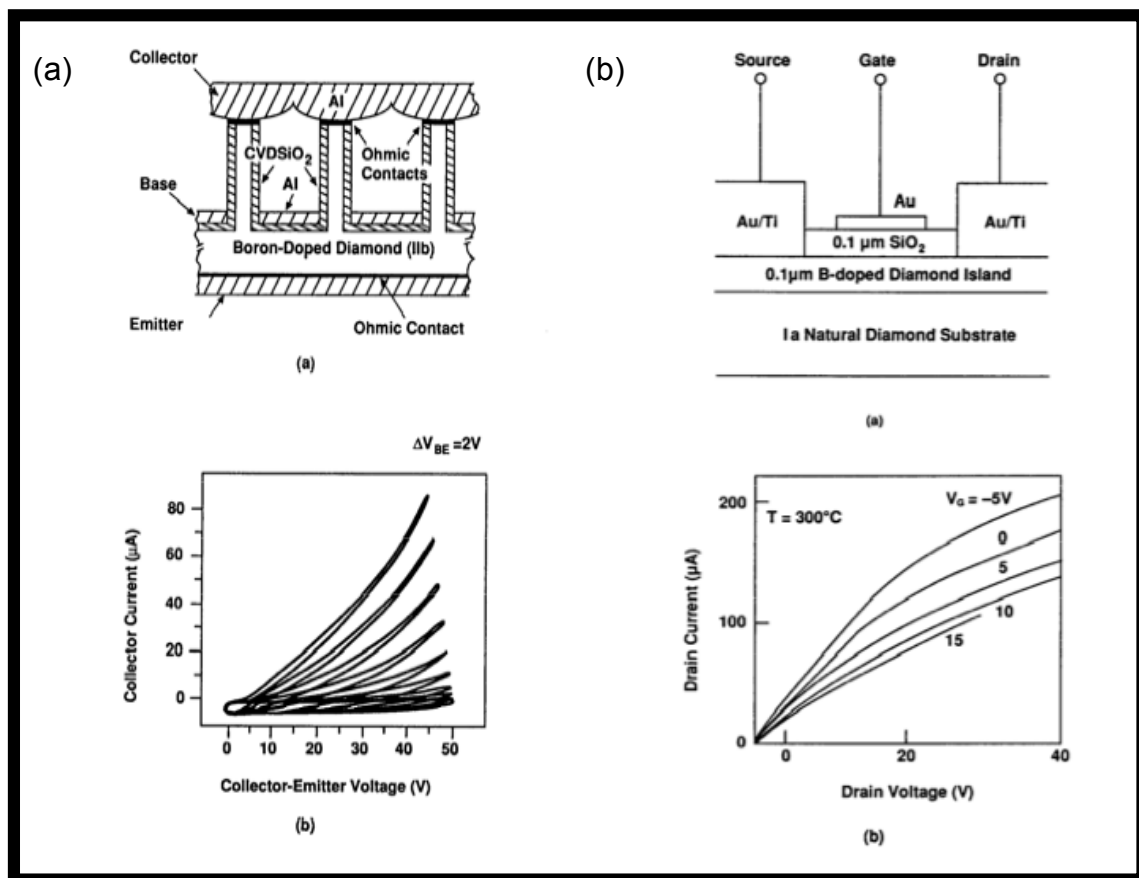 (a)
Collector
Al
CVDSiO2
Ohmic
Contacts
Al
Base
Boron-Doped Diamond (IIb)
Emitter
Ohmic Contact
(a)
ΔVBE =2V
Collector Current (μA)
80
60
40
20
0
0 10 20 30 40 50
Collector-Emitter Voltage (V)
(b)
(b)
Source Gate Drain
Au
Au/Ti
Au/Ti
0.1 μm SiO2
0.1μm B-doped Diamond Island
Ia Natural Diamond Substrate
(a)
Drain Current (μA)
200
100
0
T = 300°C
VG = –5V
0
5
10
15
0 20 40
Drain Voltage (V)
(b)